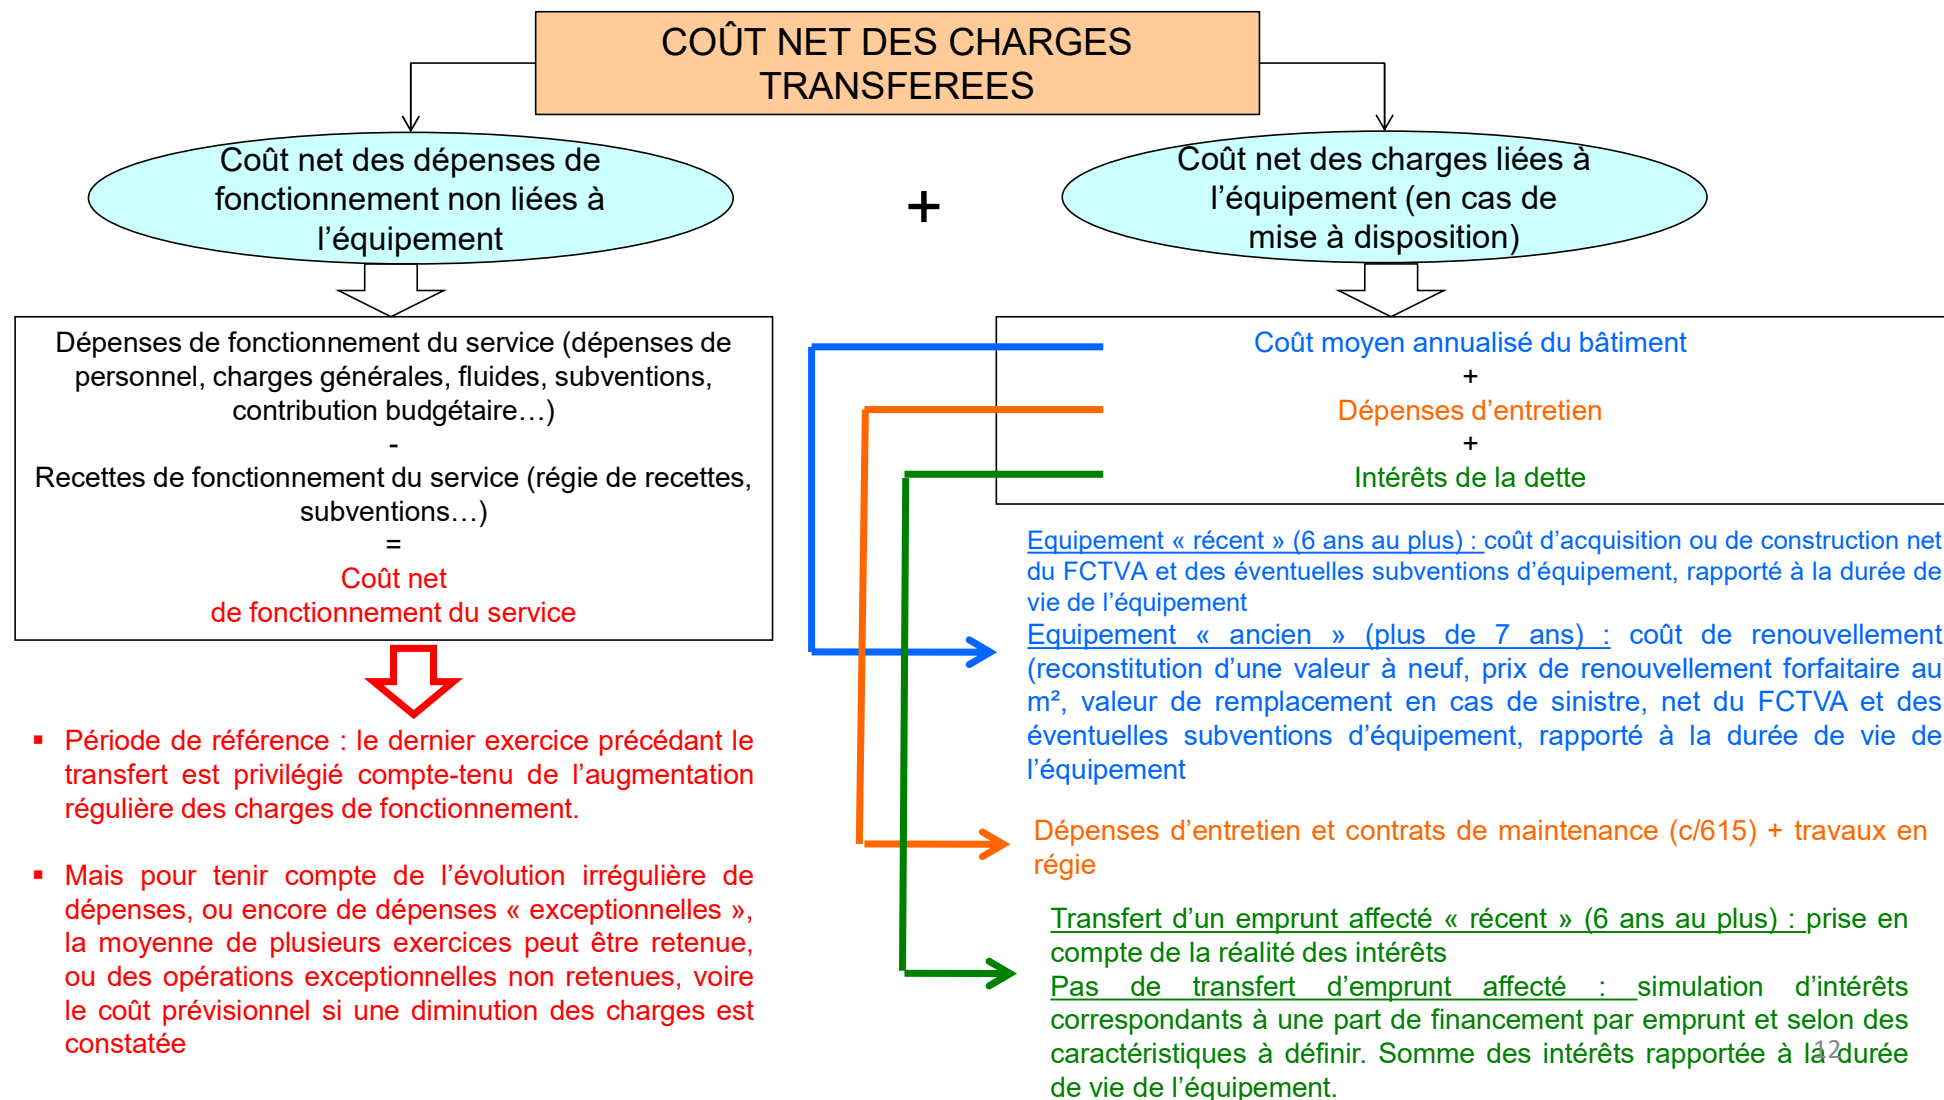 COÛT NET DES CHARGES
TRANSFEREES
Coût net des dépenses de
fonctionnement non liées à
l’équipement
+
Coût net des charges liées à
l’équipement (en cas de
mise à disposition)
Dépenses de fonctionnement du service (dépenses de
personnel, charges générales, fluides, subventions,
contribution budgétaire…)
-
Recettes de fonctionnement du service (régie de recettes,
subventions…)
=
Coût net
de fonctionnement du service
▪ Période de référence : le dernier exercice précédant le
transfert est privilégié compte-tenu de l’augmentation
régulière des charges de fonctionnement.
▪ Mais pour tenir compte de l’évolution irrégulière de
dépenses, ou encore de dépenses « exceptionnelles »,
la moyenne de plusieurs exercices peut être retenue,
ou des opérations exceptionnelles non retenues, voire
le coût prévisionnel si une diminution des charges est
constatée
Coût moyen annualisé du bâtiment
+
Dépenses d’entretien
+
Intérêts de la dette
Equipement « récent » (6 ans au plus) : coût d’acquisition ou de construction net
du FCTVA et des éventuelles subventions d’équipement, rapporté à la durée de
vie de l’équipement
Equipement « ancien » (plus de 7 ans) : coût de renouvellement
(reconstitution d’une valeur à neuf, prix de renouvellement forfaitaire au
m², valeur de remplacement en cas de sinistre, net du FCTVA et des
éventuelles subventions d’équipement, rapporté à la durée de vie de
l’équipement
Dépenses d’entretien et contrats de maintenance (c/615) + travaux en
régie
Transfert d’un emprunt affecté « récent » (6 ans au plus) : prise en
compte de la réalité des intérêts
Pas de transfert d’emprunt affecté : simulation d’intérêts
correspondants à une part de financement par emprunt et selon des
caractéristiques à définir. Somme des intérêts rapportée à la durée
de vie de l’équipement.
12